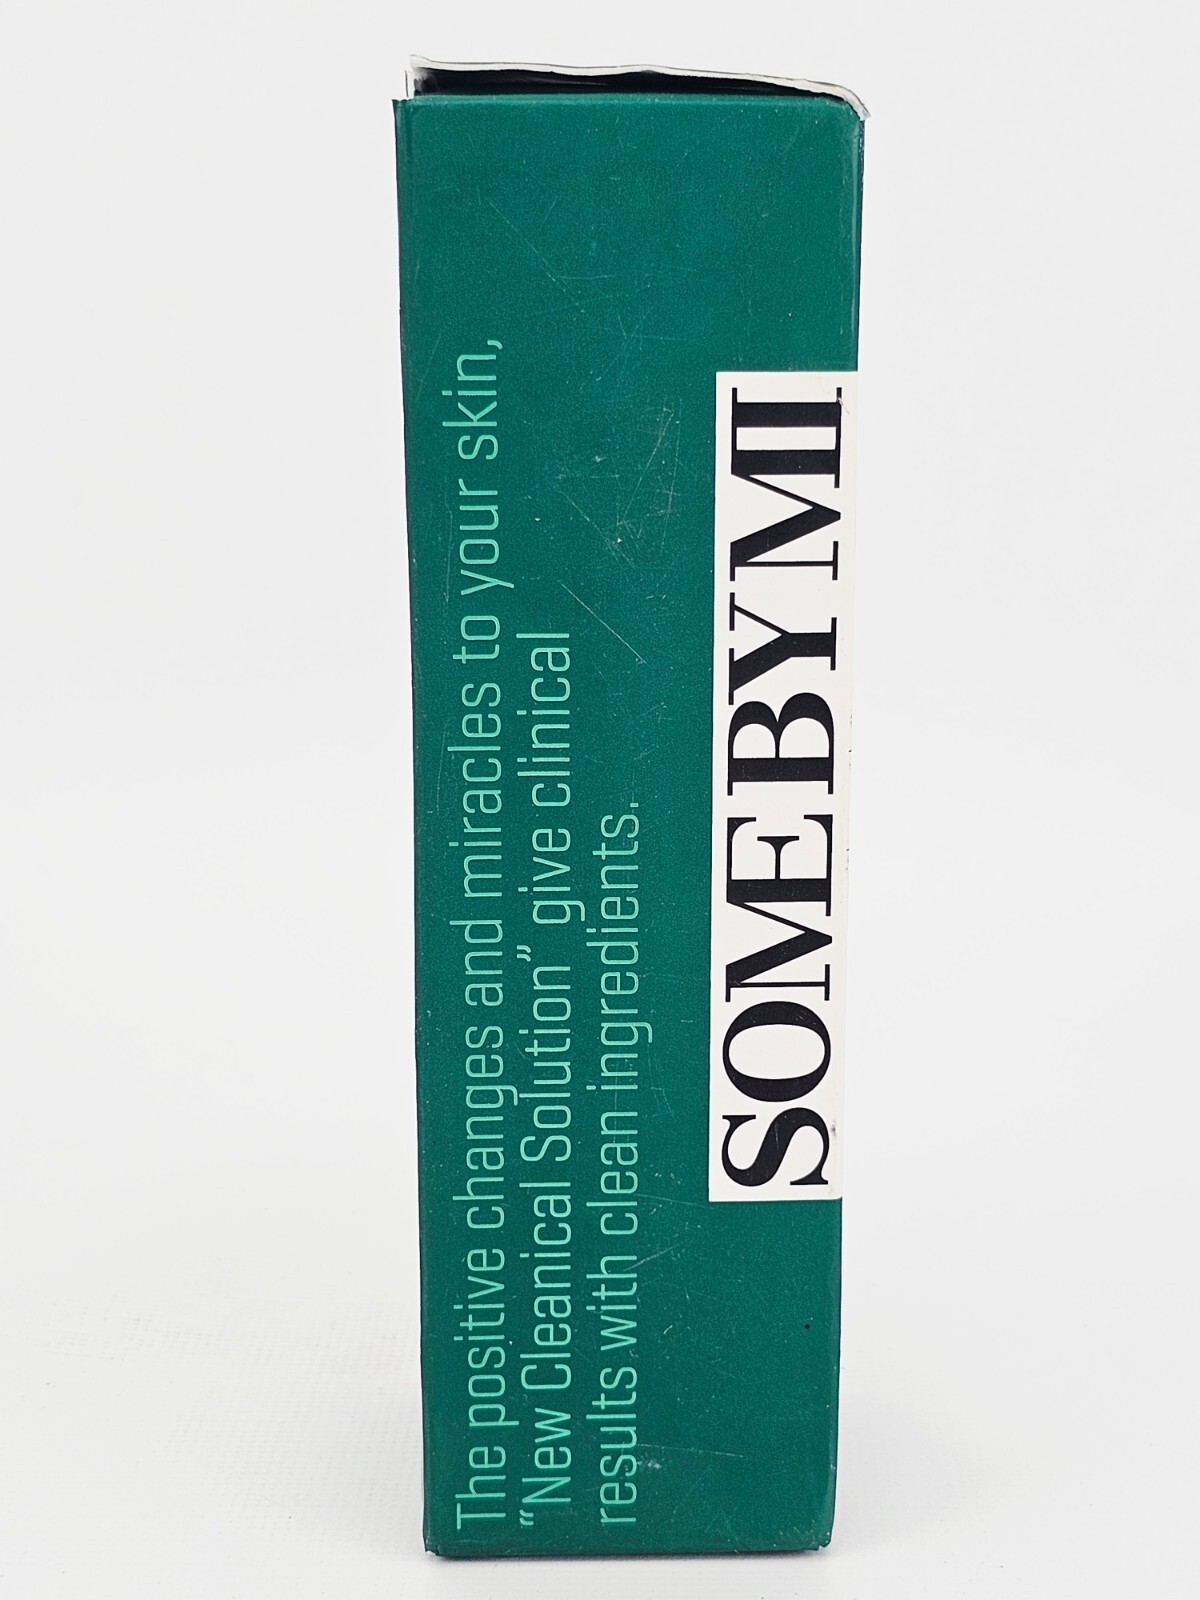 The positive changes and miracles to your skin,
“New Cleanical Solution” give clinical
results with clean ingredients.
SOMEBYMI